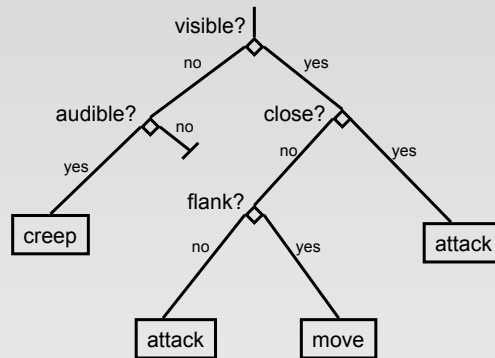 visible?
no
yes
audible?
no
close?
yes
no
yes
flank?
creep
no
yes
attack
attack
move